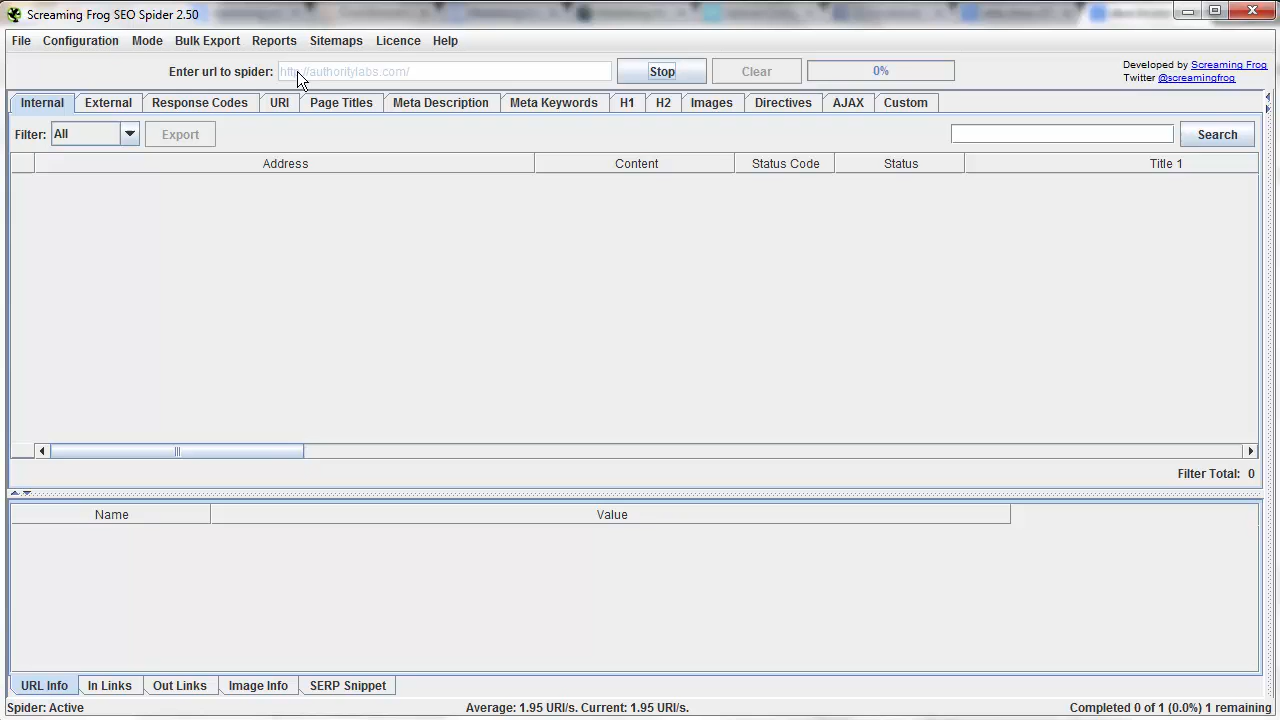 Screaming Frog SEO Spider 2.50
File Configuration Mode Bulk Export Reports Sitemaps Licence Help
Enter url to spider: http://authoritylabs.com/ Stop Clear 0%
Developed by Screaming Frog
Twitter @screamingfrog
Internal External Response Codes URI Page Titles Meta Description Meta Keywords H1 H2 Images Directives AJAX Custom
Filter: All Export Search
Address Content Status Code Status Title 1
Filter Total: 0
Name Value
URL Info In Links Out Links Image Info SERP Snippet
Spider: Active Average: 1.95 URI/s. Current: 1.95 URI/s. Completed 0 of 1 (0.0%) 1 remaining